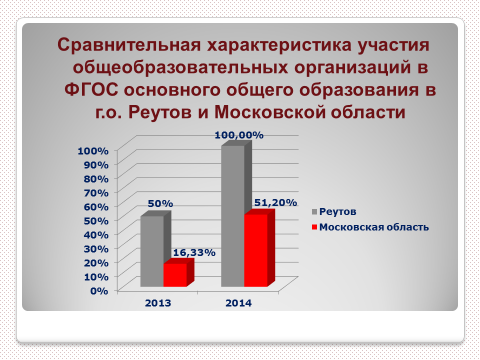 Сравнительная характеристика участия
общеобразовательных организаций в
ФГОС основного общего образования в
г.о. Реутов и Московской области
100,00%
100%
90%
80%
70%
60%
50%
40%
30%
20%
10%
0%
50%
16,33%
51,20%
2013
2014
Реутов
Московская область